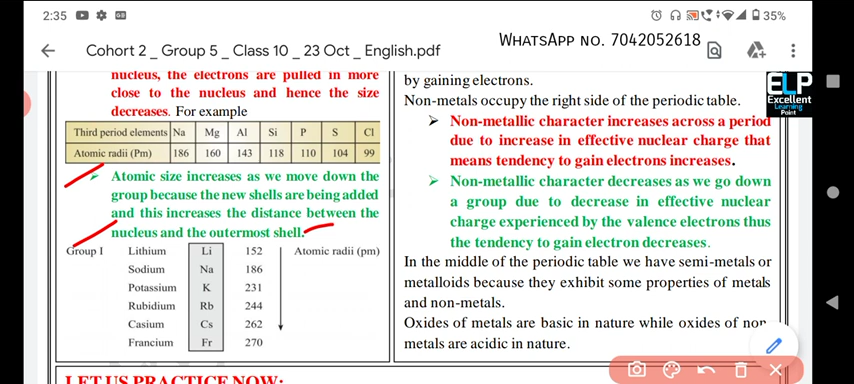 2:35
35%
Cohort 2 _ Group 5 _ Class 10 _ 23 Oct _ English.pdf
WHATSAPP NO. 7042052618
ELP
Excellent
Learning
Point
nucleus, the electrons are pulled in more
close to the nucleus and hence the size
decreases. For example
Third period elements Na Mg Al Si P S Cl
Atomic radii (Pm) 186 160 143 118 110 104 99
Atomic size increases as we move down the
group because the new shells are being added
and this increases the distance between the
nucleus and the outermost shell.
Group I Lithium Li 152 Atomic radii (pm)
Sodium Na 186
Potassium K 231
Rubidium Rb 244
Casium Cs 262
Francium Fr 270
LET US PRACTICE NOW:
by gaining electrons.
Non-metals occupy the right side of the periodic table.
Non-metallic character increases across a period
due to increase in effective nuclear charge that
means tendency to gain electrons increases.
Non-metallic character decreases as we go down
a group due to decrease in effective nuclear
charge experienced by the valence electrons thus
the tendency to gain electron decreases.
In the middle of the periodic table we have semi-metals or
metalloids because they exhibit some properties of metals
and non-metals.
Oxides of metals are basic in nature while oxides of non
metals are acidic in nature.